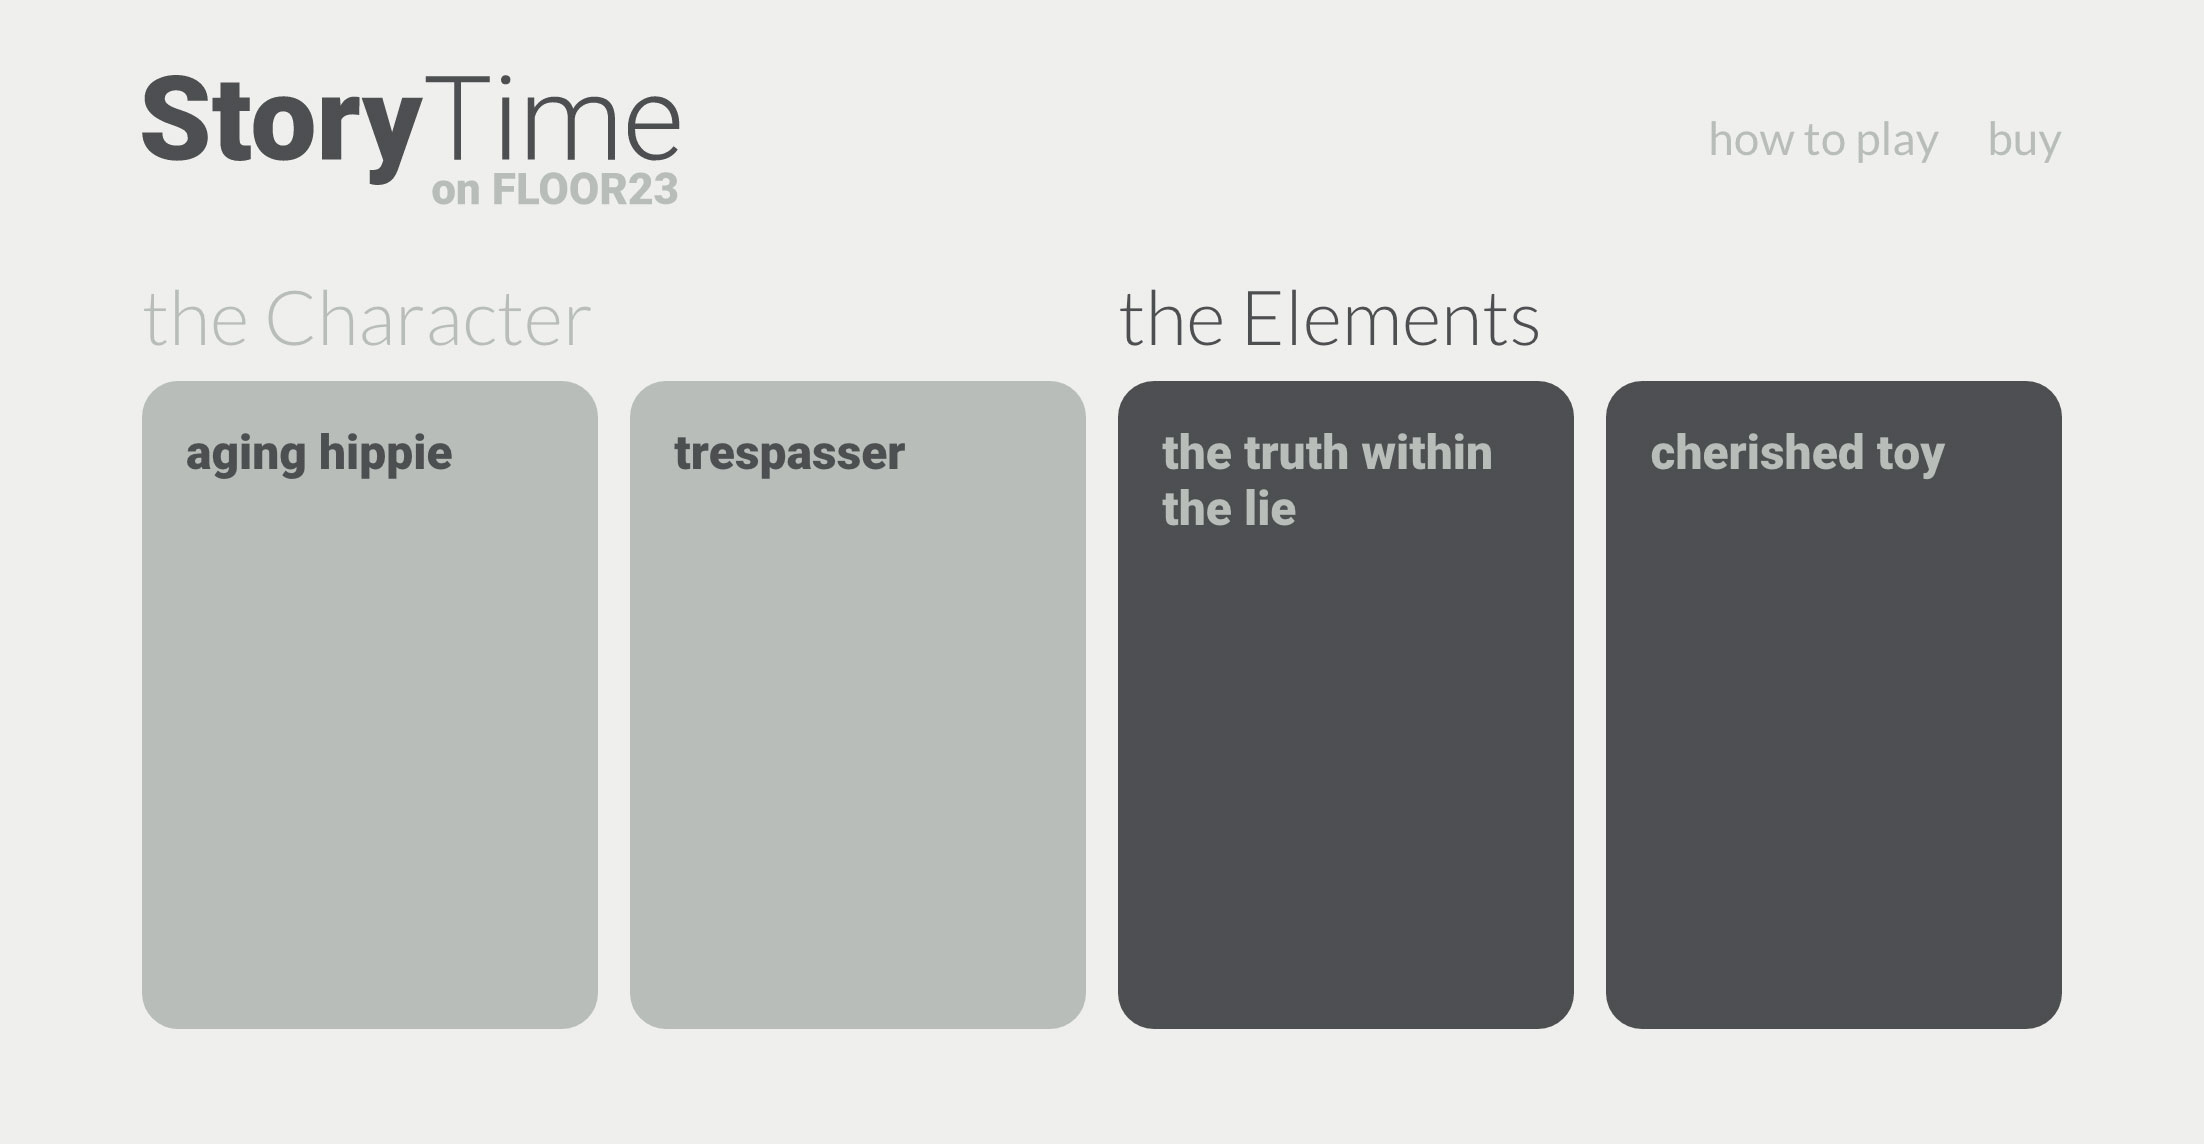 StoryTime
on FLOOR23
how to play
buy
the Character
the Elements
aging hippie
trespasser
the truth within
the lie
cherished toy